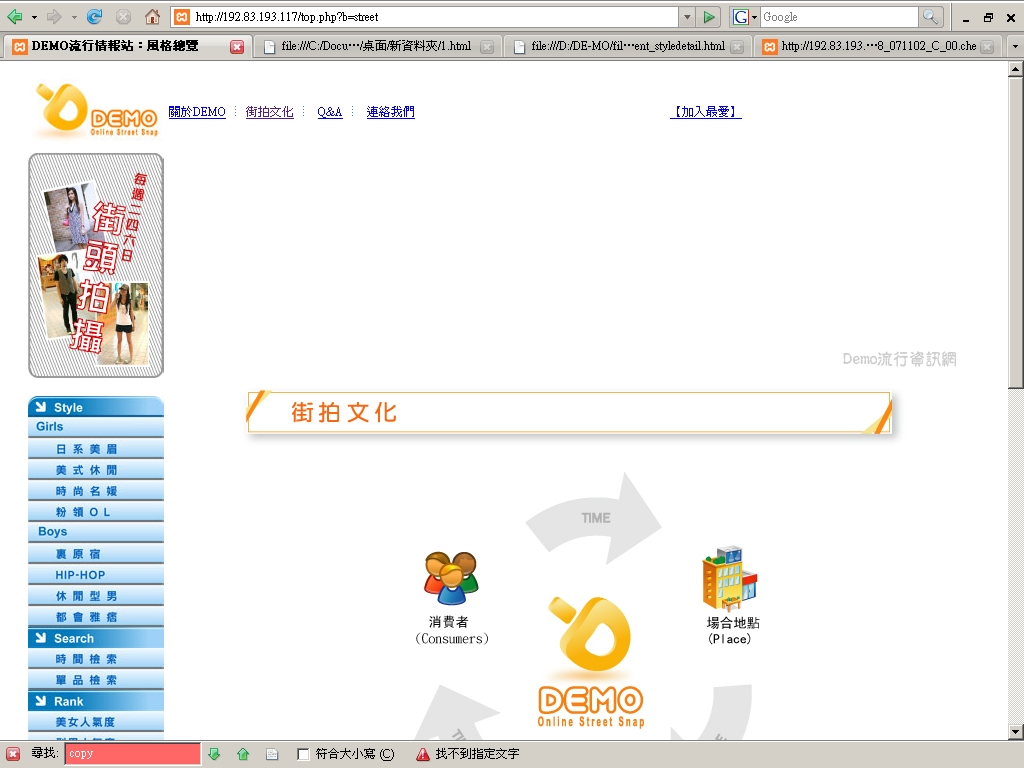 http://192.83.193.117/top.php?b=street
G
Google
DEMO流行情報站：風格總覽
file:///C:/Docu…/桌面/新資料夾/1.html
file:///D:/DE-MO/fil…ent_styledetail.html
http://192.83.193.…8_071102_C_00.che
DEMO
Online Street Snap
關於DEMO
街拍文化
Q&A
連絡我們
【加入最愛】
每週二四六日
街頭拍攝
Demo流行資訊網
街拍文化
Style
Girls
日系美眉
美式休閒
時尚名媛
粉領OL
Boys
裏原宿
HIP-HOP
休閒型男
都會雅痞
Search
時間檢索
單品檢索
Rank
美女人氣度
TIME
消費者
(Consumers)
場合地點
(Place)
DEMO
Online Street Snap
尋找:
copy
符合大小寫(C)
找不到指定文字